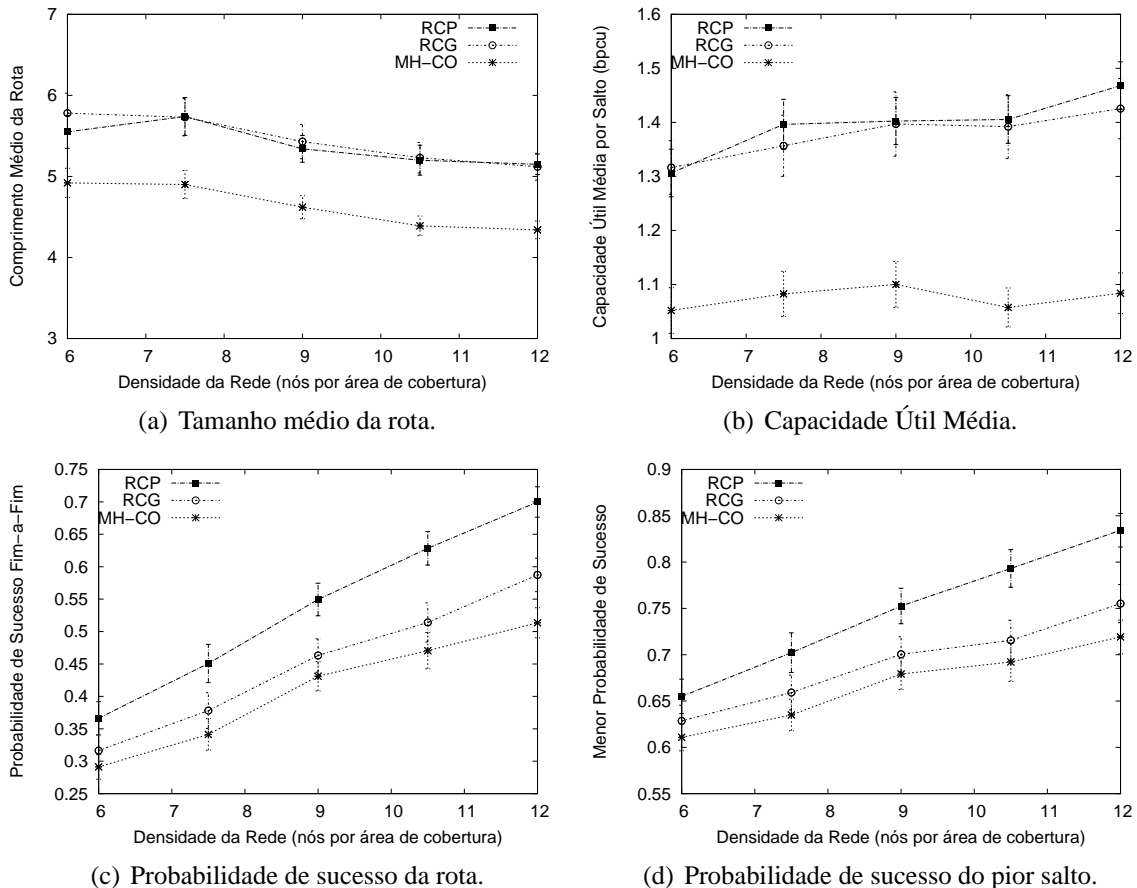 6
RCP
RCG
MH−CO
7
6
5
4
3
6 7 8 9 10 11 12
Comprimento Médio da Rota
Densidade da Rede (nós por área de cobertura)
(a) Tamanho médio da rota.
RCP
RCG
MH−CO
1.6
1.5
1.4
1.3
1.2
1.1
1
6 7 8 9 10 11 12
Capacidade Útil Média por Salto (bpcu)
Densidade da Rede (nós por área de cobertura)
(b) Capacidade Útil Média.
RCP
RCG
MH−CO
0.75
0.7
0.65
0.6
0.55
0.5
0.45
0.4
0.35
0.3
0.25
6 7 8 9 10 11 12
Probabilidade de Sucesso Fim−a−Fim
Densidade da Rede (nós por área de cobertura)
(c) Probabilidade de sucesso da rota.
RCP
RCG
MH−CO
0.9
0.85
0.8
0.75
0.7
0.65
0.6
0.55
6 7 8 9 10 11 12
Menor Probabilidade de Sucesso
Densidade da Rede (nós por área de cobertura)
(d) Probabilidade de sucesso do pior salto.